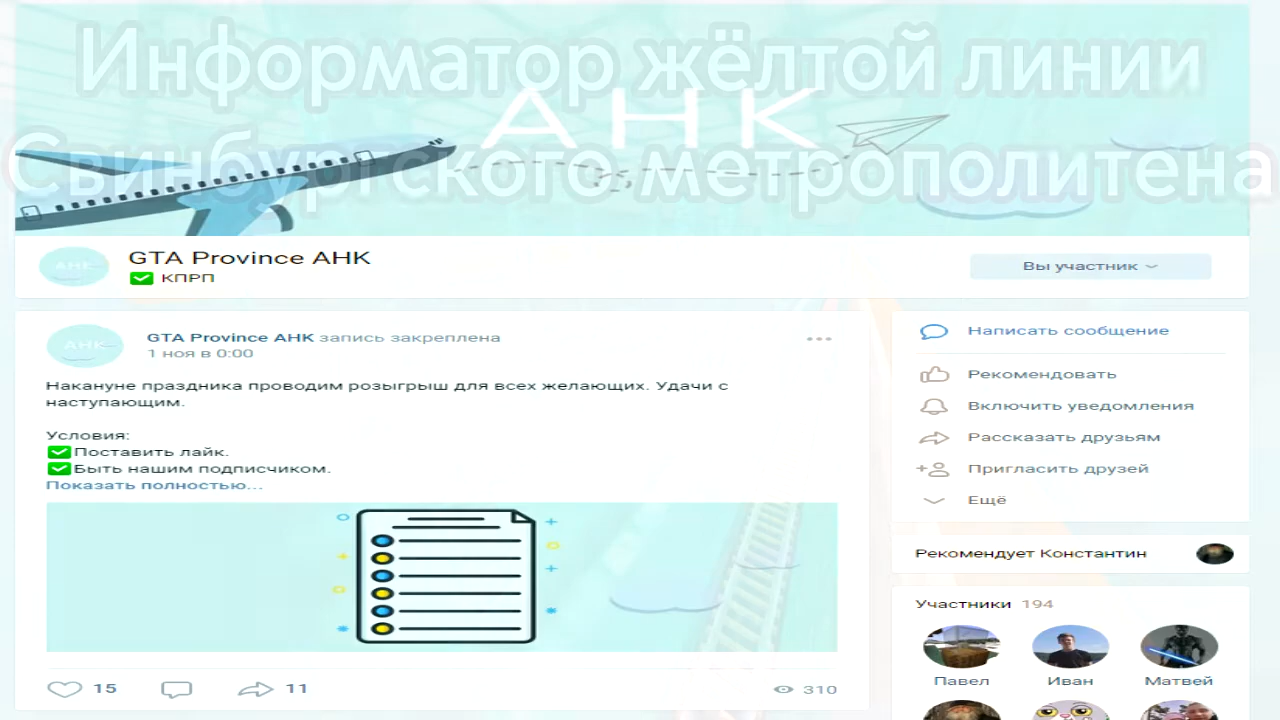 Информатор жёлтой линии
АНК
Свинбургского метрополитена
АНК
GTA Province АНК
КПРП
Вы участник
АНК
GTA Province АНК запись закреплена
1 ноя в 0:00
Накануне праздника проводим розыгрыш для всех желающих. Удачи с
наступающим.
Условия:
Поставить лайк.
Быть нашим подписчиком.
Показать полностью...
15
11
310
Написать сообщение
Рекомендовать
Включить уведомления
Рассказать друзьям
Пригласить друзей
Ещё
Рекомендует Константин
Участники 194
Павел
Иван
Матвей